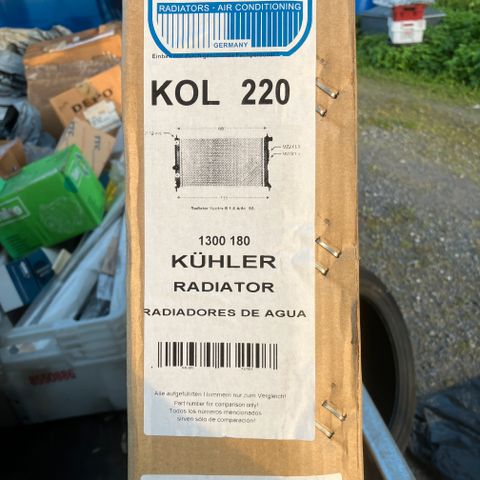 RADIATORS - AIR CONDITIONING
GERMANY
KOL 220
1300 180
KÜHLER
RADIATOR
RADIADORES DE AGUA
Alle aufgeführten Nummern nur zum Vergleich!
Part number for comparison only!
Todos los números mencionados
sirven sólo de comparación!
DEPO